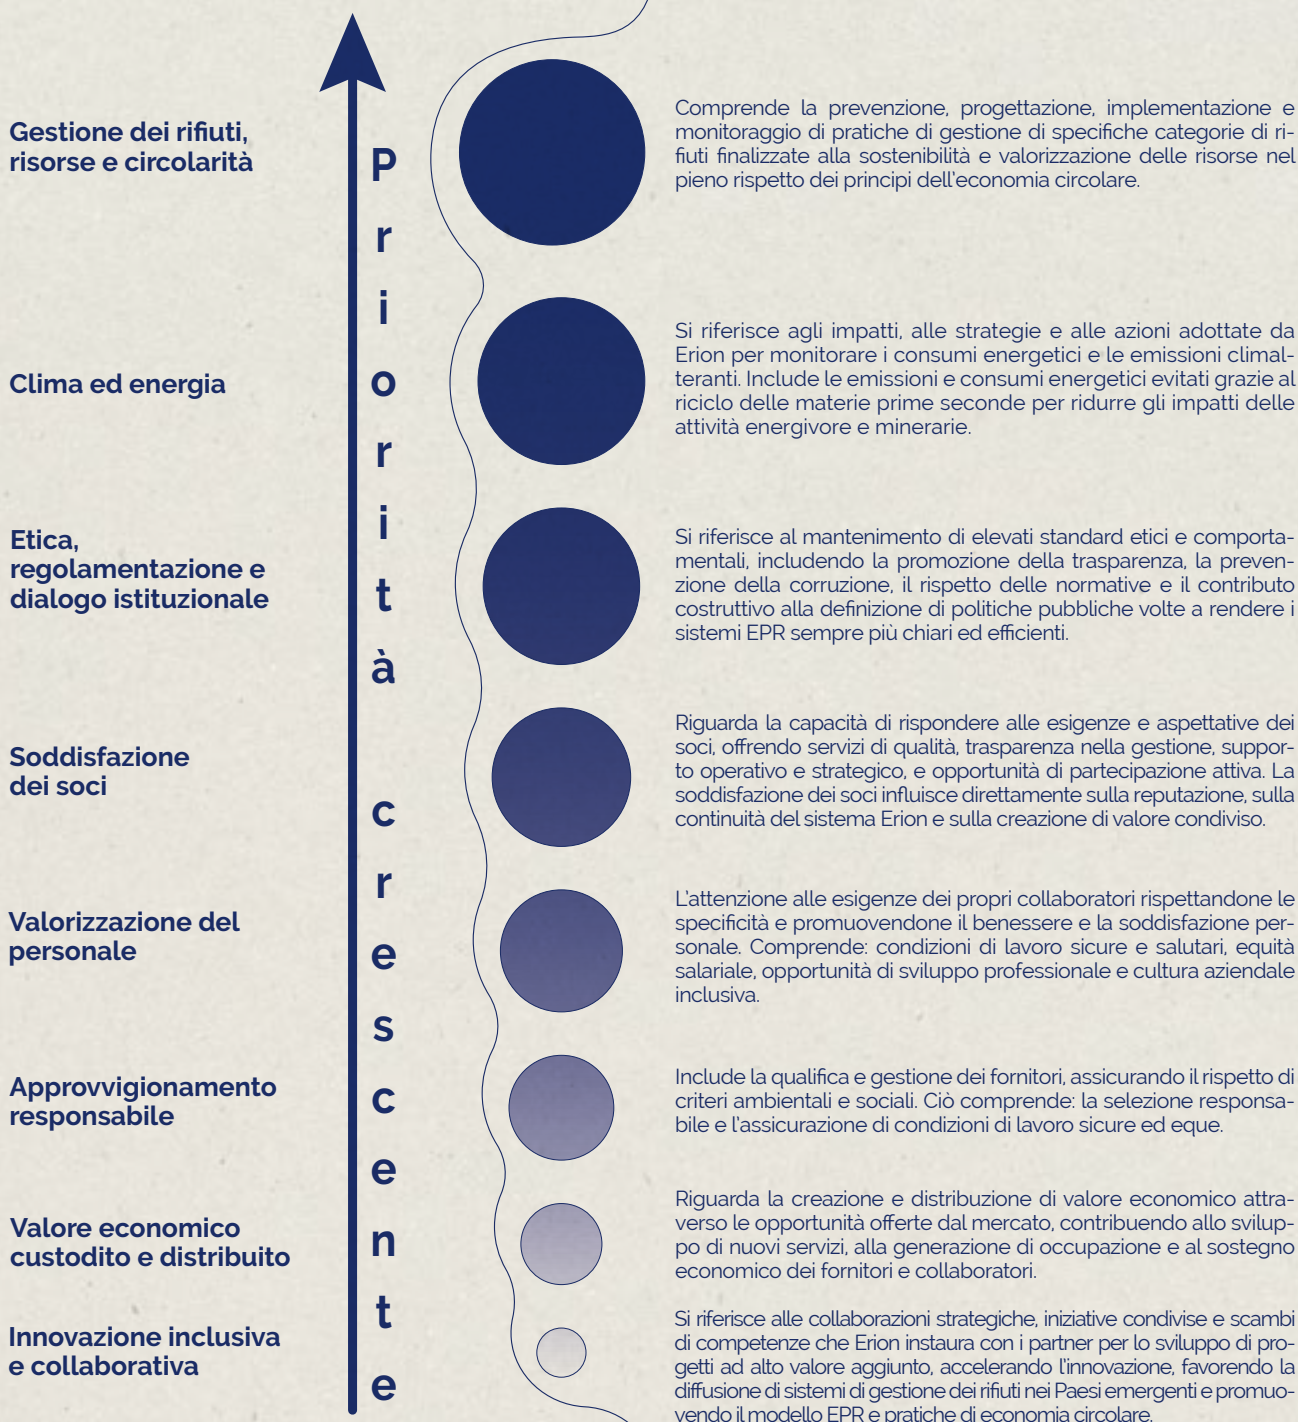 Priorità crescente
Gestione dei rifiuti,
risorse e circolarità
Comprende la prevenzione, progettazione, implementazione e
monitoraggio di pratiche di gestione di specifiche categorie di ri-
fiuti finalizzate alla sostenibilità e valorizzazione delle risorse nel
pieno rispetto dei principi dell'economia circolare.
Clima ed energia
Si riferisce agli impatti, alle strategie e alle azioni adottate da
Erion per monitorare i consumi energetici e le emissioni climal-
teranti. Include le emissioni e consumi energetici evitati grazie al
riciclo delle materie prime seconde per ridurre gli impatti delle
attività energivore e minerarie.
Etica,
regolamentazione e
dialogo istituzionale
Si riferisce al mantenimento di elevati standard etici e comporta-
mentali, includendo la promozione della trasparenza, la preven-
zione della corruzione, il rispetto delle normative e il contributo
costruttivo alla definizione di politiche pubbliche volte a rendere i
sistemi EPR sempre più chiari ed efficienti.
Soddisfazione
dei soci
Riguarda la capacità di rispondere alle esigenze e aspettative dei
soci, offrendo servizi di qualità, trasparenza nella gestione, suppor-
to operativo e strategico, e opportunità di partecipazione attiva. La
soddisfazione dei soci influisce direttamente sulla reputazione, sulla
continuità del sistema Erion e sulla creazione di valore condiviso.
Valorizzazione del
personale
L'attenzione alle esigenze dei propri collaboratori rispettandone le
specificità e promuovendone il benessere e la soddisfazione per-
sonale. Comprende: condizioni di lavoro sicure e salutari, equità
salariale, opportunità di sviluppo professionale e cultura aziendale
inclusiva.
Approvvigionamento
responsabile
Include la qualifica e gestione dei fornitori, assicurando il rispetto di
criteri ambientali e sociali. Ciò comprende: la selezione responsa-
bile e l'assicurazione di condizioni di lavoro sicure ed eque.
Valore economico
custodito e distribuito
Riguarda la creazione e distribuzione di valore economico attra-
verso le opportunità offerte dal mercato, contribuendo allo svilup-
po di nuovi servizi, alla generazione di occupazione e al sostegno
economico dei fornitori e collaboratori.
Innovazione inclusiva
e collaborativa
Si riferisce alle collaborazioni strategiche, iniziative condivise e scambi
di competenze che Erion instaura con i partner per lo sviluppo di pro-
getti ad alto valore aggiunto, accelerando l'innovazione, favorendo la
diffusione di sistemi di gestione dei rifiuti nei Paesi emergenti e promuo-
vendo il modello EPR e pratiche di economia circolare.